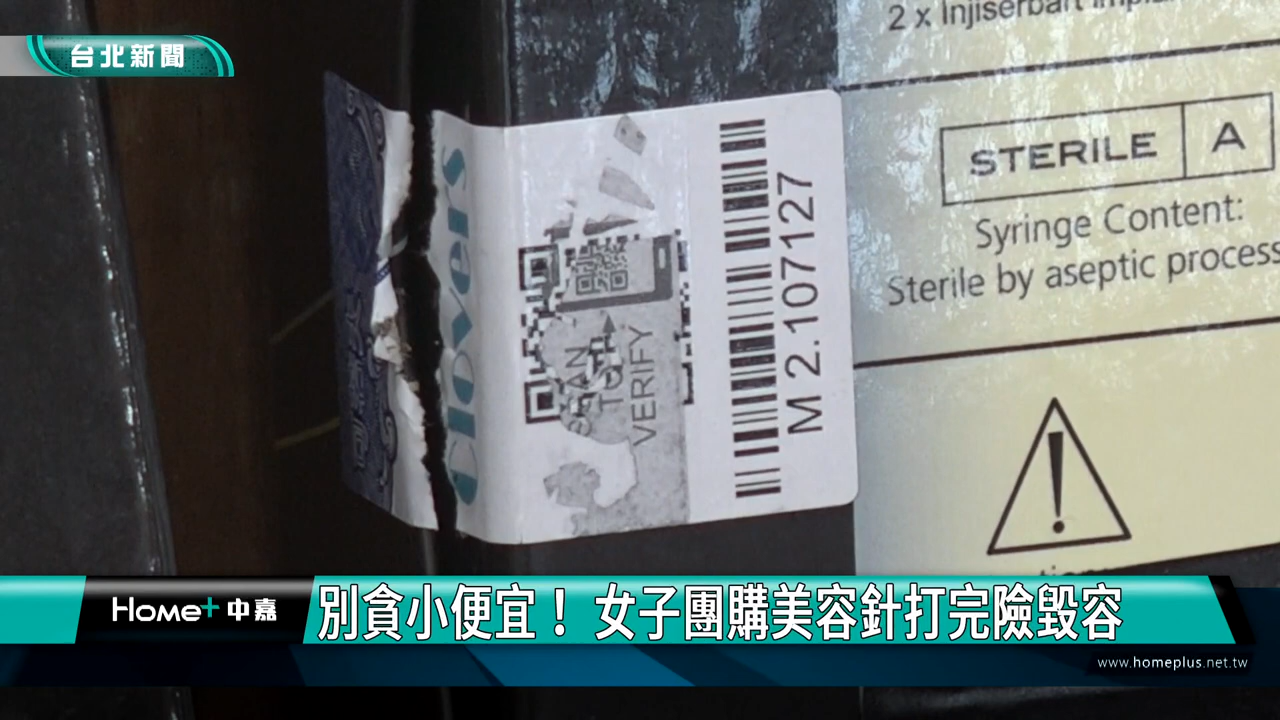 台北新聞
2 x Injiserbart
STERILE A
Syringe Content:
Sterile by aseptic process
Clovers
SCAN
TO
VERIFY
M 2.107127
Home+中嘉
別貪小便宜！ 女子團購美容針打完險毀容
www.homeplus.net.tw